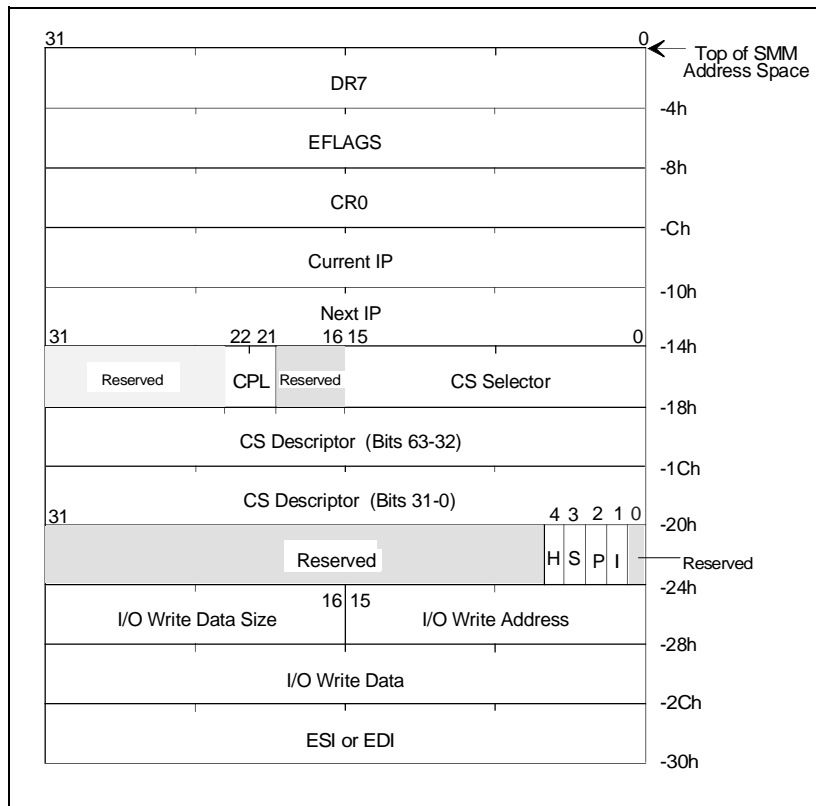 31 0
Top of SMM
Address Space
DR7
-4h
EFLAGS
-8h
CR0
-Ch
Current IP
-10h
Next IP
31 22 21 16 15 0
-14h
Reserved CPL Reserved CS Selector
-18h
CS Descriptor (Bits 63-32)
-1Ch
CS Descriptor (Bits 31-0)
31 4 3 2 1 0
-20h
Reserved H S P I Reserved
-24h
16 15
I/O Write Data Size I/O Write Address
-28h
I/O Write Data
-2Ch
ESI or EDI
-30h